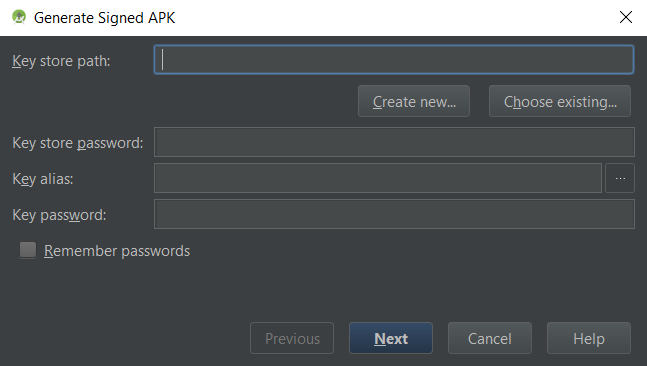 Generate Signed APK
Key store path:
Create new... Choose existing...
Key store password:
Key alias: ...
Key password:
Remember passwords
Previous Next Cancel Help